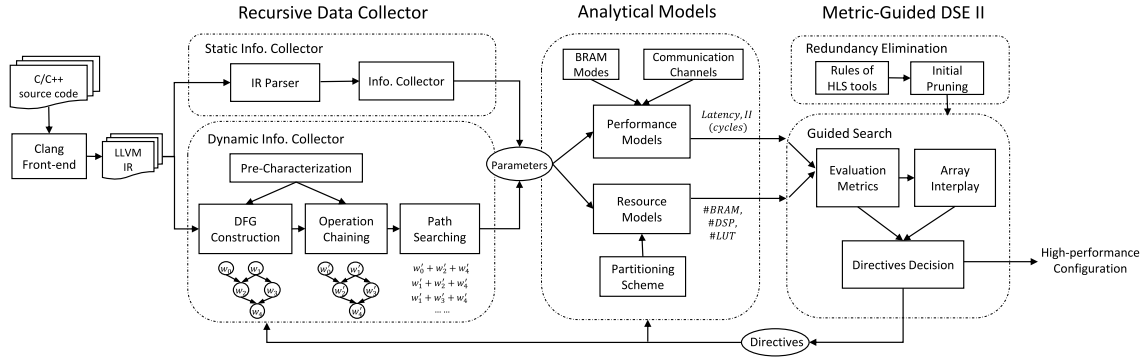 Recursive Data Collector
Analytical Models
Metric-Guided DSE II
C/C++
source code
Clang
Front-end
LLVM
IR
Static Info. Collector
IR Parser
Info. Collector
Dynamic Info. Collector
Pre-Characterization
DFG
Construction
Operation
Chaining
Path
Searching
w₀ w₁
w₂ w₃
w₄
w₀′ w₁′
w₂′ w₃′
w₄′
w₀′ + w₂′ + w₄′
w₁′ + w₂′ + w₄′
w₁′ + w₃′ + w₄′
... ...
Parameters
BRAM
Modes
Communication
Channels
Performance
Models
Resource
Models
Partitioning
Scheme
Latency, II
(cycles)
#BRAM,
#DSP,
#LUT
Redundancy Elimination
Rules of
HLS tools
Initial
Pruning
Guided Search
Evaluation
Metrics
Array
Interplay
Directives Decision
High-performance
Configuration
Directives